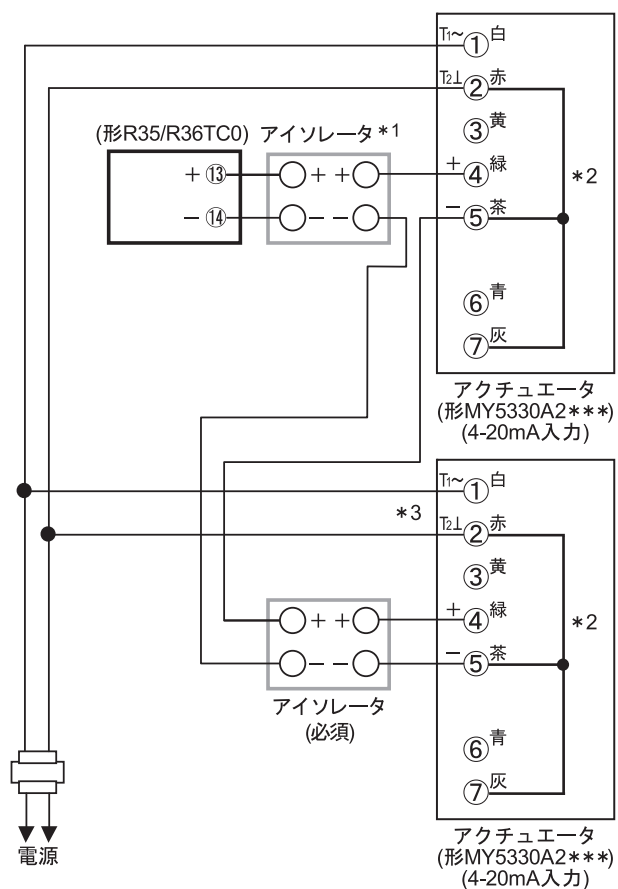 T1~ ① 白
T2⊥ ② 赤
③ 黄
(形R35/R36TC0) アイソレータ*1
+ ⑬ + + + ④ 緑
*2
− ⑭ − − − ⑤ 茶
⑥ 青
⑦ 灰
アクチュエータ
(形MY5330A2***)
(4-20mA入力)
T1~ ① 白
*3
T2⊥ ② 赤
③ 黄
+ + + ④ 緑
*2
− − − ⑤ 茶
アイソレータ
(必須)
⑥ 青
⑦ 灰
電源
アクチュエータ
(形MY5330A2***)
(4-20mA入力)